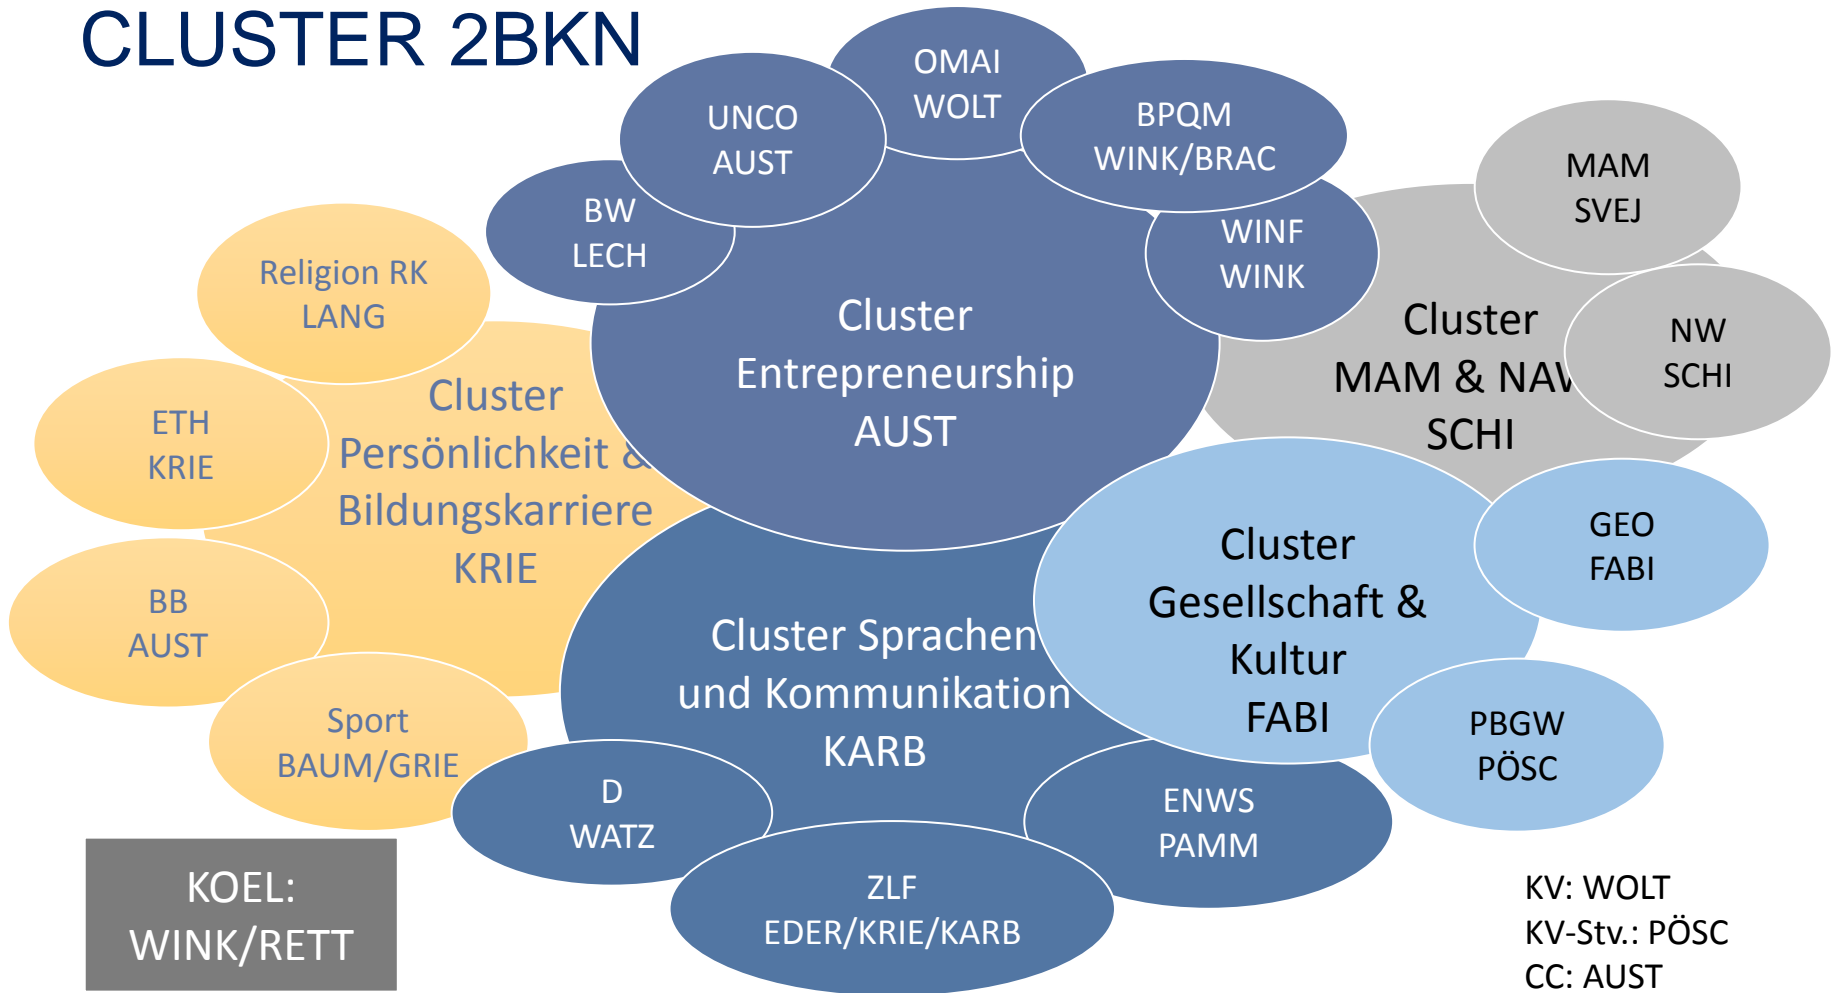 CLUSTER 2BKN
OMAI
WOLT
UNCO
AUST
BPQM
WINK/BRAC
BW
LECH
WINF
WINK
MAM
SVEJ
NW
SCHI
Religion RK
LANG
ETH
KRIE
BB
AUST
Sport
BAUM/GRIE
Cluster
Persönlichkeit &
Bildungskarriere
KRIE
Cluster
Entrepreneurship
AUST
Cluster
MAM & NAW
SCHI
Cluster
Gesellschaft &
Kultur
FABI
GEO
FABI
PBGW
PÖSC
Cluster Sprachen
und Kommunikation
KARB
D
WATZ
ZLF
EDER/KRIE/KARB
ENWS
PAMM
KOEL:
WINK/RETT
KV: WOLT
KV-Stv.: PÖSC
CC: AUST